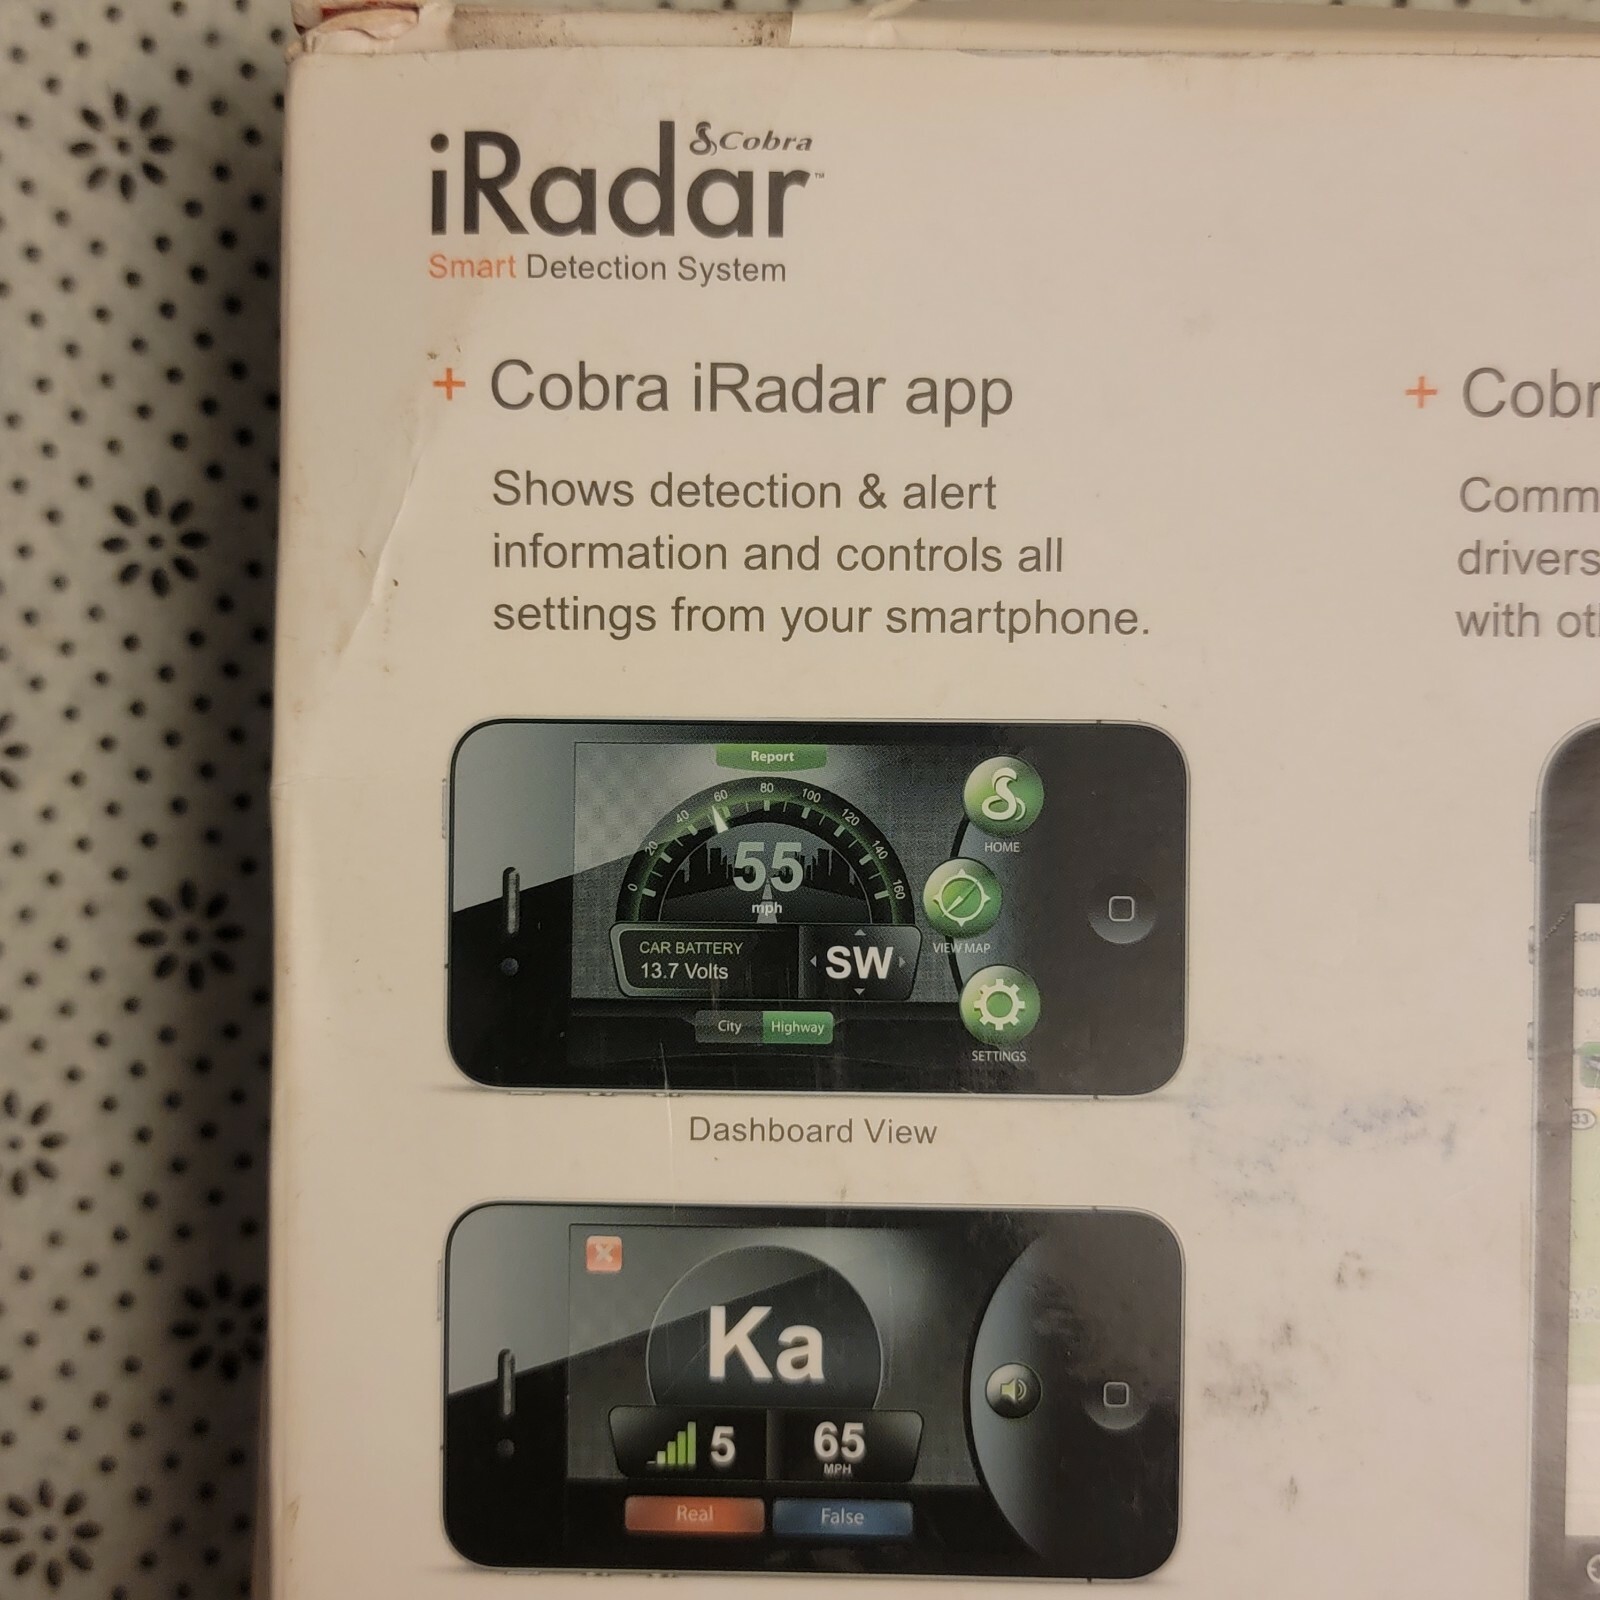 Cobra
iRadar™
Smart Detection System
+ Cobra iRadar app
Shows detection & alert
information and controls all
settings from your smartphone.
Report
0 20 40 60 80 100 120 140 160
55
mph
CAR BATTERY
13.7 Volts
SW
City Highway
HOME
VIEW MAP
SETTINGS
Dashboard View
Ka
5
65
MPH
Real False
+ Cobr
Comm
drivers
with ot
33